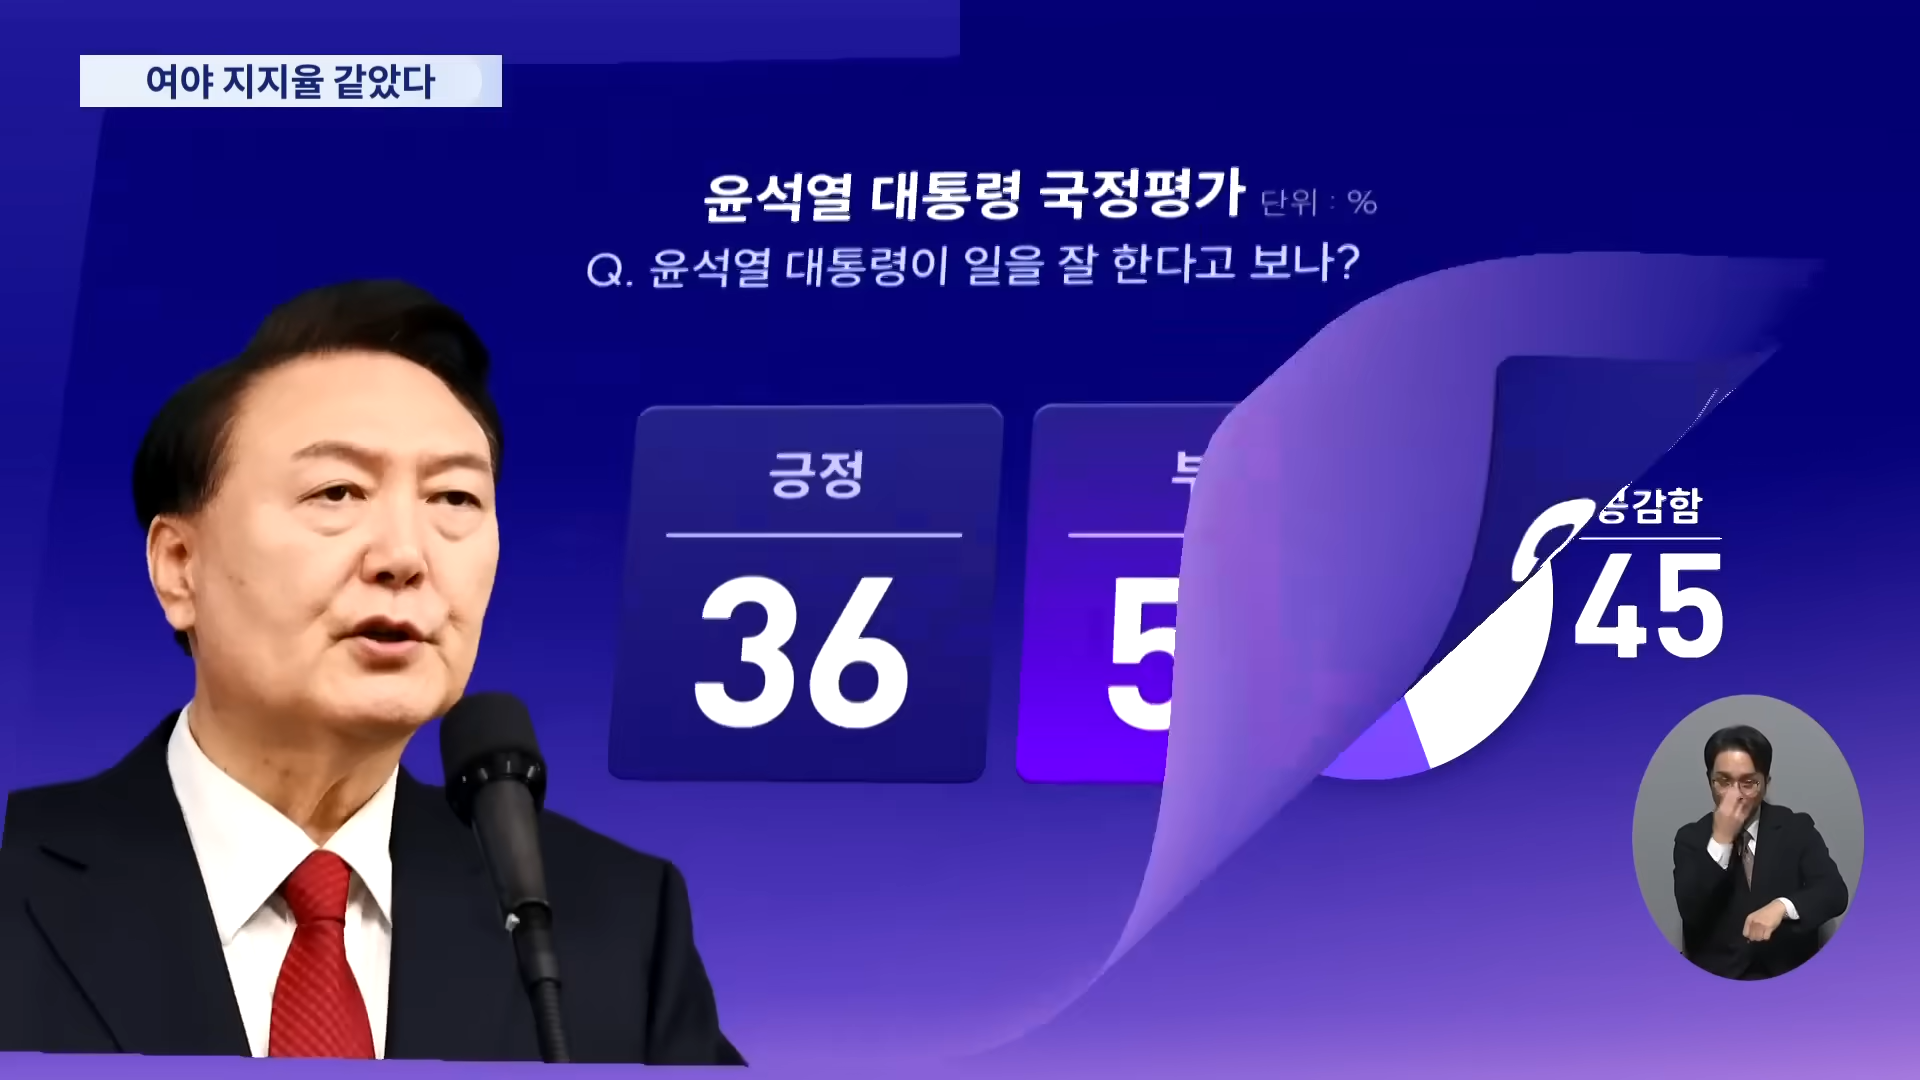 여야 지지율 같았다
윤석열 대통령 국정평가 단위 : %
Q. 윤석열 대통령이 일을 잘 한다고 보나?
긍정
36
5
공감함
45